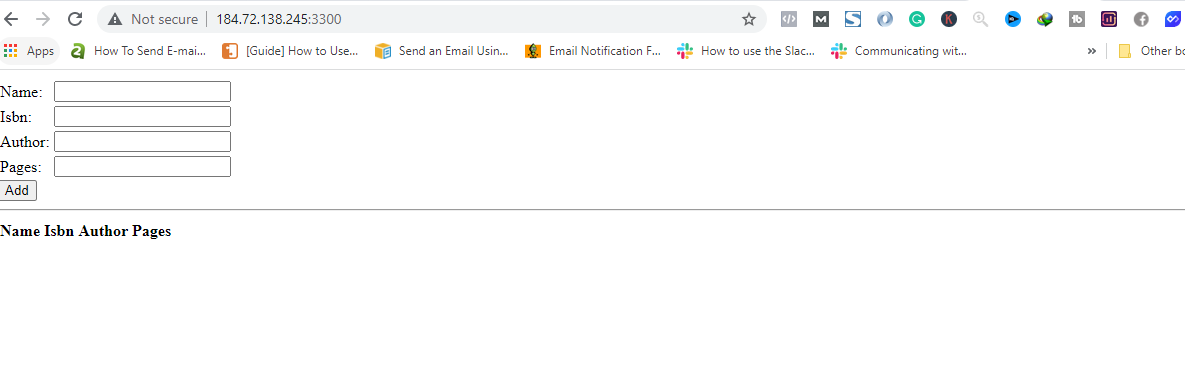 Not secure 184.72.138.245:3300
Apps How To Send E-mai... [Guide] How to Use... Send an Email Usin... Email Notification F... How to use the Slac... Communicating wit... » Other bo
Name:
Isbn:
Author:
Pages:
Add
Name Isbn Author Pages